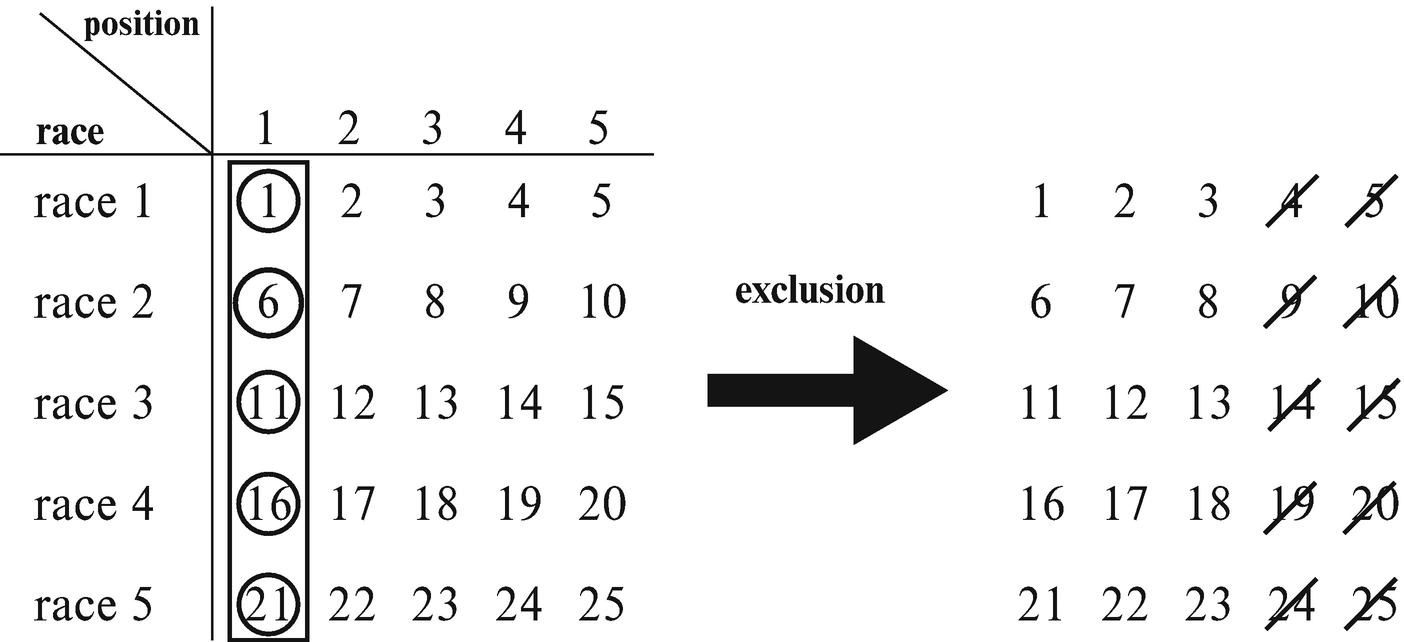 position
race 1 2 3 4 5
race 1 1 2 3 4 5
race 2 6 7 8 9 10
race 3 11 12 13 14 15
race 4 16 17 18 19 20
race 5 21 22 23 24 25
exclusion
1 2 3 4 5
6 7 8 9 10
11 12 13 14 15
16 17 18 19 20
21 22 23 24 25